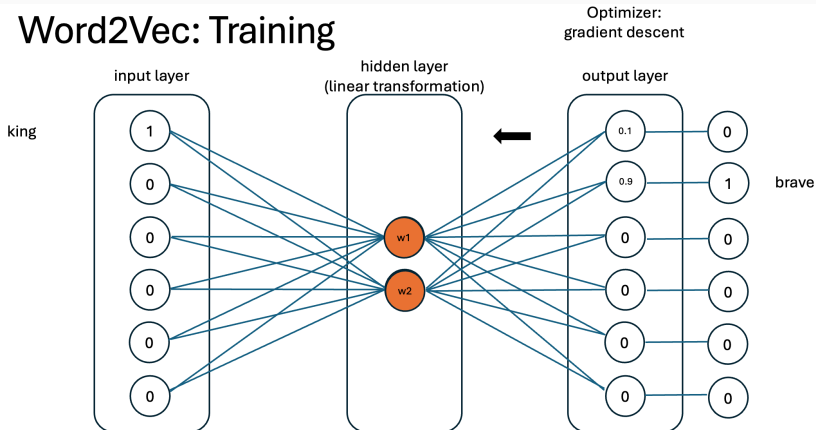 Word2Vec: Training
Optimizer:
gradient descent
input layer
hidden layer
(linear transformation)
output layer
king
1
0.1
0
0
0.9
1
brave
0
w1
0
0
0
w2
0
0
0
0
0
0
0
0